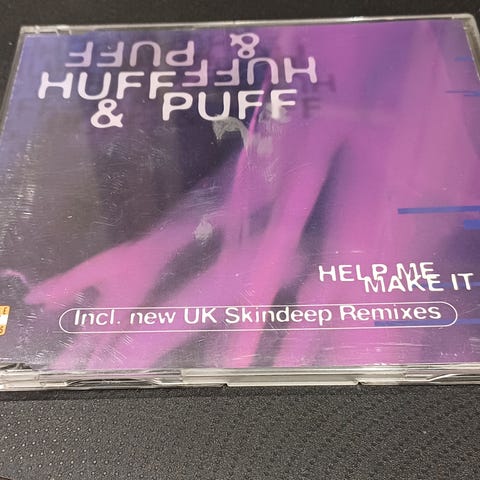 HUFF
& PUFF
HELP ME
MAKE IT
Incl. new UK Skindeep Remixes